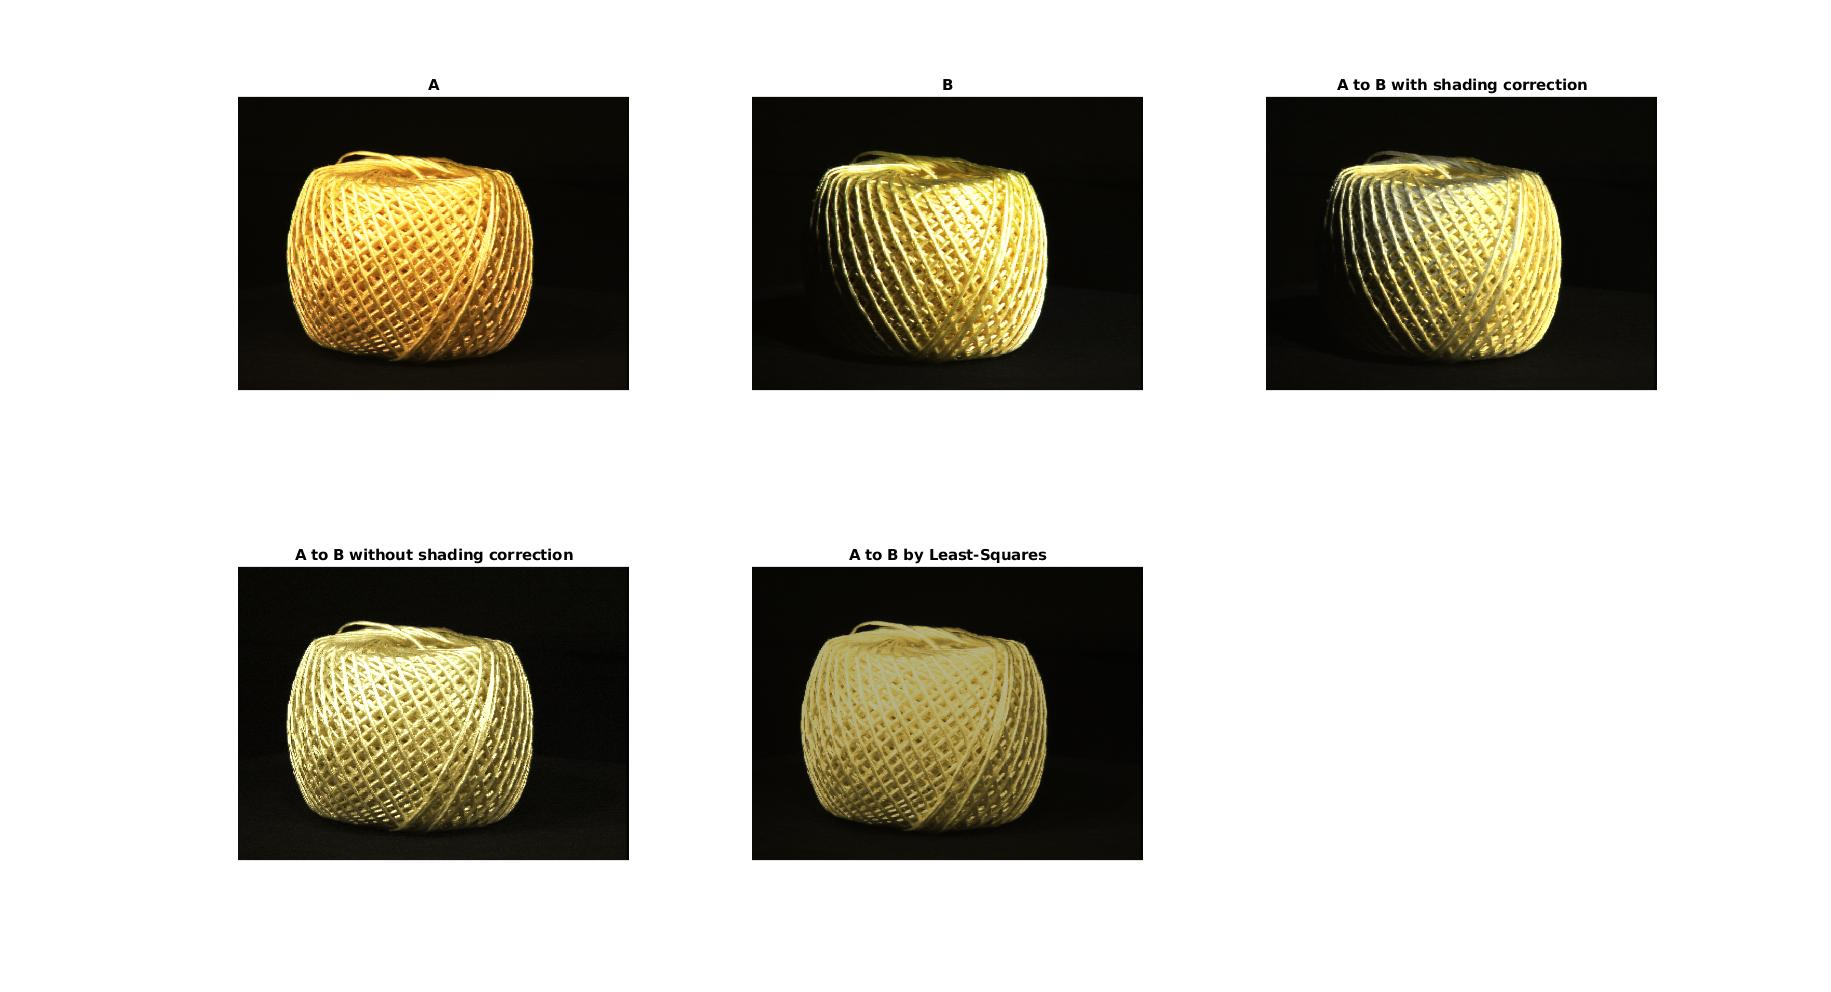 A
B
A to B with shading correction
A to B without shading correction
A to B by Least-Squares